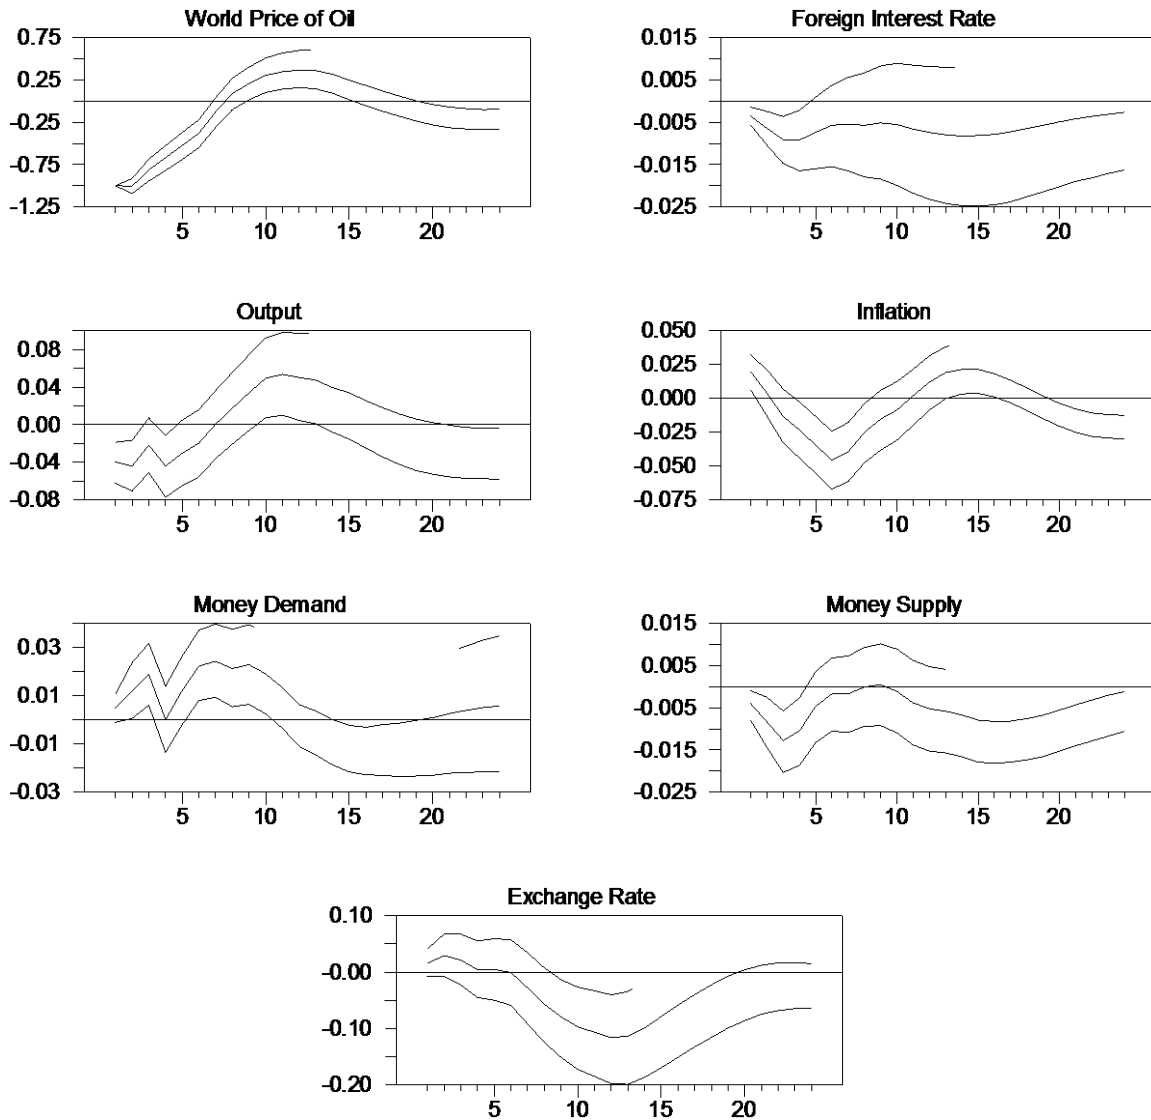 World Price of Oil
0.75
0.25
-0.25
-0.75
-1.25
5 10 15 20
Foreign Interest Rate
0.015
0.005
-0.005
-0.015
-0.025
5 10 15 20
Output
0.08
0.04
0.00
-0.04
-0.08
5 10 15 20
Inflation
0.050
0.025
0.000
-0.025
-0.050
-0.075
5 10 15 20
Money Demand
0.03
0.01
-0.01
-0.03
5 10 15 20
Money Supply
0.015
0.005
-0.005
-0.015
-0.025
5 10 15 20
Exchange Rate
0.10
-0.00
-0.10
-0.20
5 10 15 20